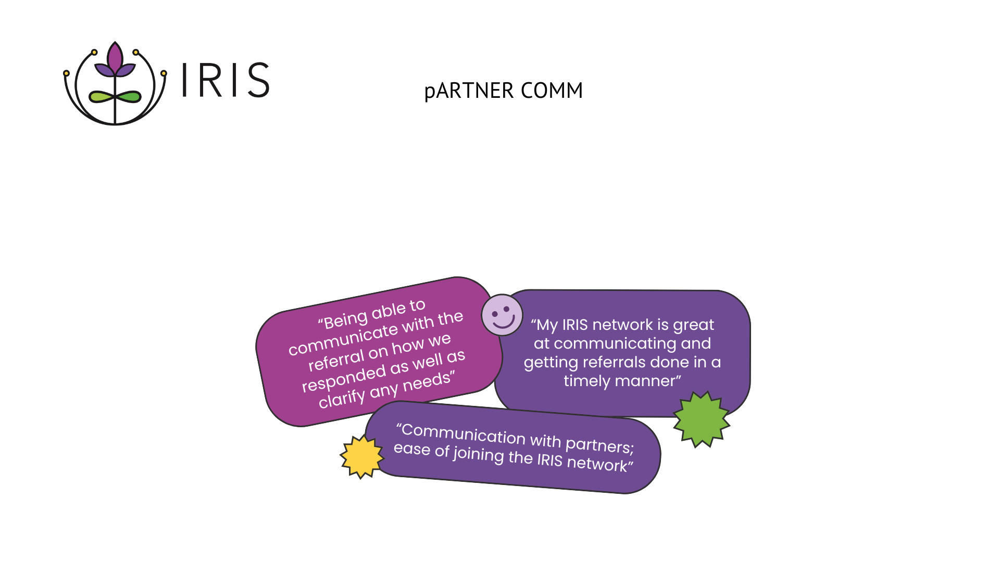 IRIS
pARTNER COMM
“Being able to
communicate with the
referral on how we
responded as well as
clarify any needs”
“My IRIS network is great
at communicating and
getting referrals done in a
timely manner”
“Communication with partners;
ease of joining the IRIS network”